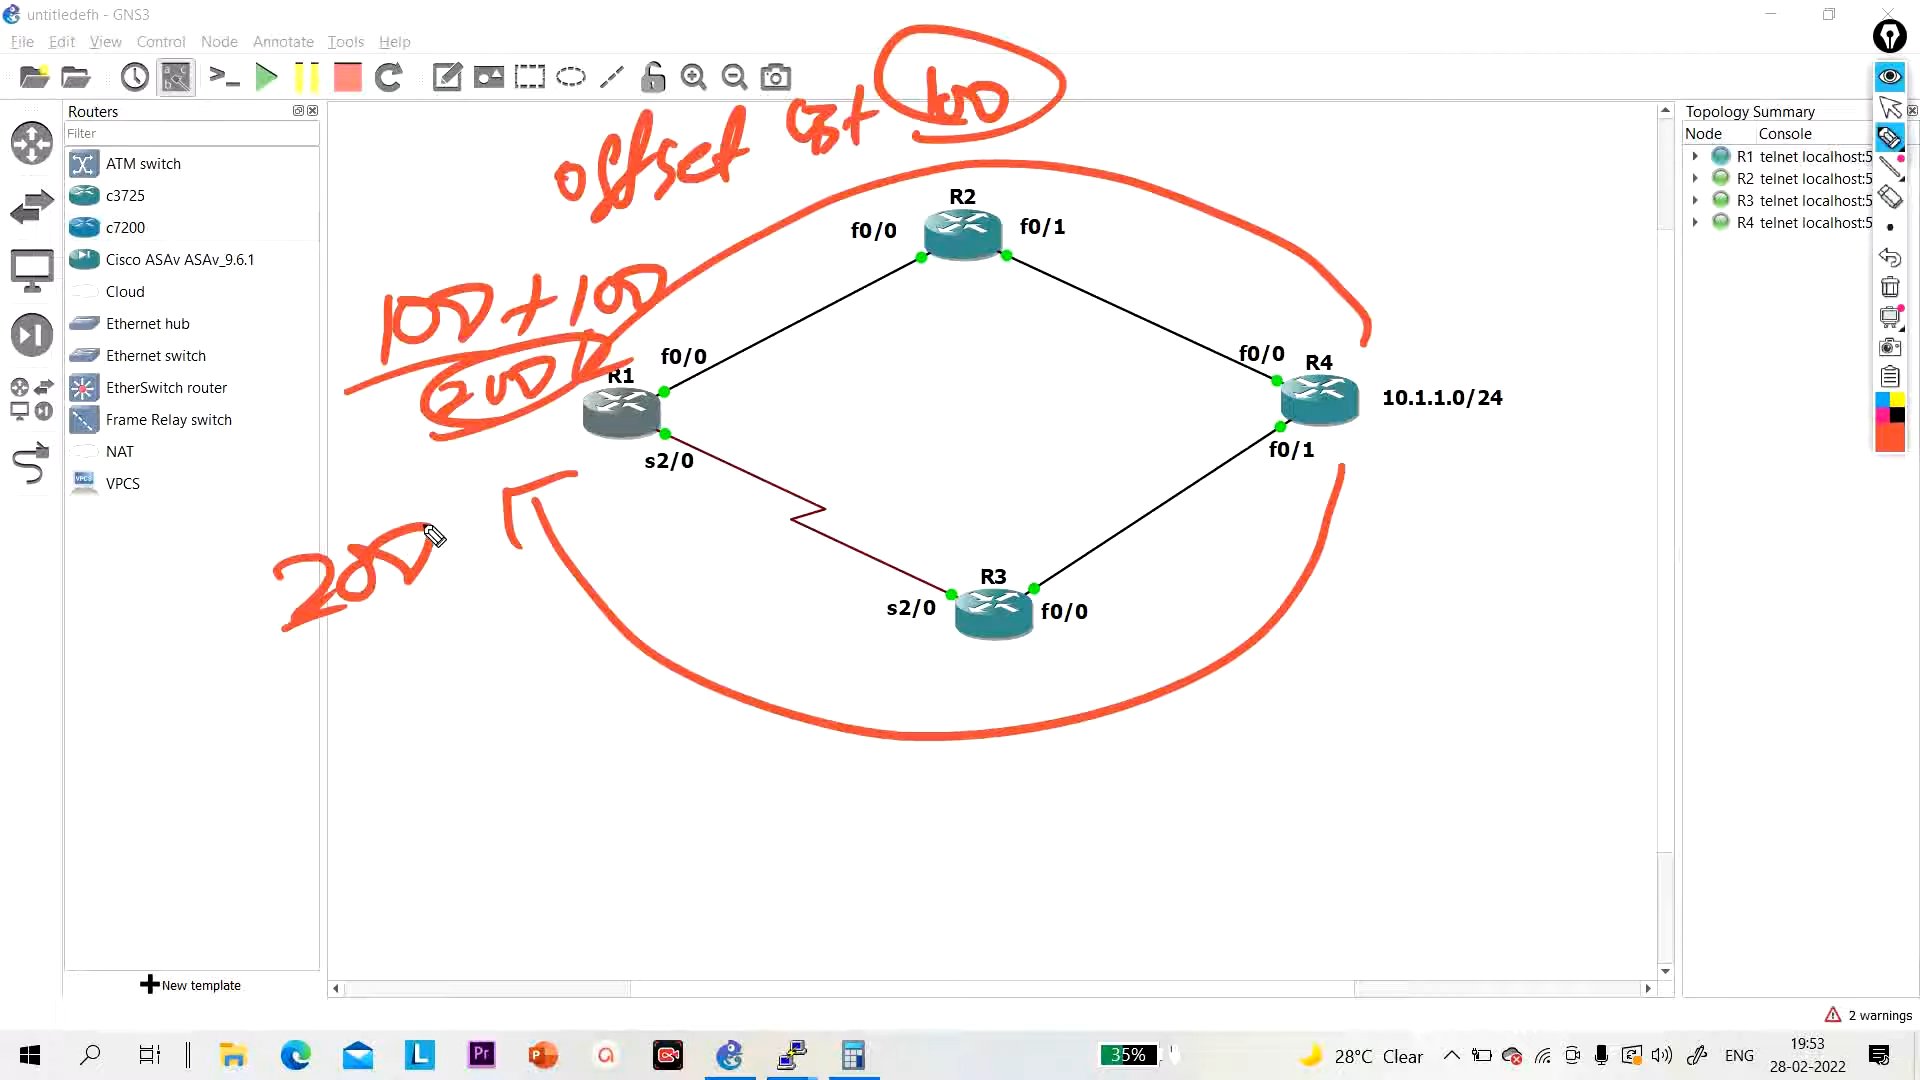 untitledefh - GNS3
File Edit View Control Node Annotate Tools Help
Routers
Filter
ATM switch
c3725
c7200
Cisco ASAv ASAv_9.6.1
Cloud
Ethernet hub
Ethernet switch
EtherSwitch router
Frame Relay switch
NAT
VPCS
New template
offset 100
100+100
200
200
R2
f0/0
f0/1
f0/0
R1
s2/0
f0/0
R4
10.1.1.0/24
f0/1
R3
s2/0
f0/0
Topology Summary
Node Console
R1 telnet localhost:5
R2 telnet localhost:5
R3 telnet localhost:5
R4 telnet localhost:5
2 warnings
35%
28°C Clear
ENG
19:53
28-02-2022